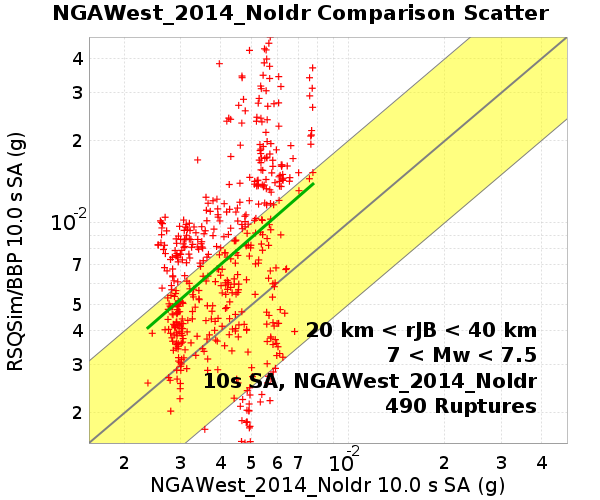 NGAWest_2014_NoIdr Comparison Scatter
RSQSim/BBP 10.0 s SA (g)
4
3
2
10-2
7
5
4
3
2
20 km < rJB < 40 km
7 < Mw < 7.5
10s SA, NGAWest_2014_NoIdr
490 Ruptures
2 3 4 5 6 7 10-2 2 3 4
NGAWest_2014_NoIdr 10.0 s SA (g)